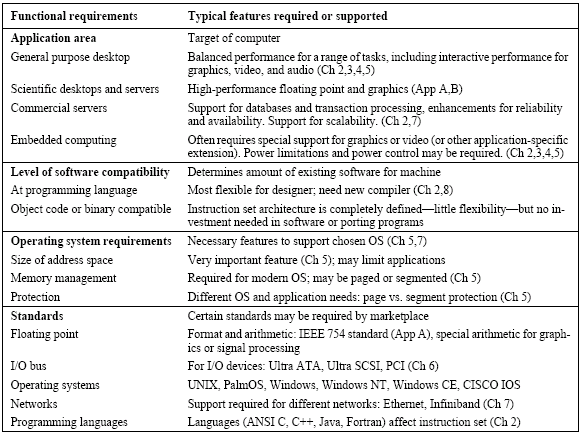 Functional requirements Typical features required or supported
Application area Target of computer
General purpose desktop Balanced performance for a range of tasks, including interactive performance for
graphics, video, and audio (Ch 2,3,4,5)
Scientific desktops and servers High-performance floating point and graphics (App A,B)
Commercial servers Support for databases and transaction processing, enhancements for reliability
and availability. Support for scalability. (Ch 2,7)
Embedded computing Often requires special support for graphics or video (or other application-specific
extension). Power limitations and power control may be required. (Ch 2,3,4,5)
Level of software compatibility Determines amount of existing software for machine
At programming language Most flexible for designer; need new compiler (Ch 2,8)
Object code or binary compatible Instruction set architecture is completely defined—little flexibility—but no in-
vestment needed in software or porting programs
Operating system requirements Necessary features to support chosen OS (Ch 5,7)
Size of address space Very important feature (Ch 5); may limit applications
Memory management Required for modern OS; may be paged or segmented (Ch 5)
Protection Different OS and application needs: page vs. segment protection (Ch 5)
Standards Certain standards may be required by marketplace
Floating point Format and arithmetic: IEEE 754 standard (App A), special arithmetic for graph-
ics or signal processing
I/O bus For I/O devices: Ultra ATA, Ultra SCSI, PCI (Ch 6)
Operating systems UNIX, PalmOS, Windows, Windows NT, Windows CE, CISCO IOS
Networks Support required for different networks: Ethernet, Infiniband (Ch 7)
Programming languages Languages (ANSI C, C++, Java, Fortran) affect instruction set (Ch 2)